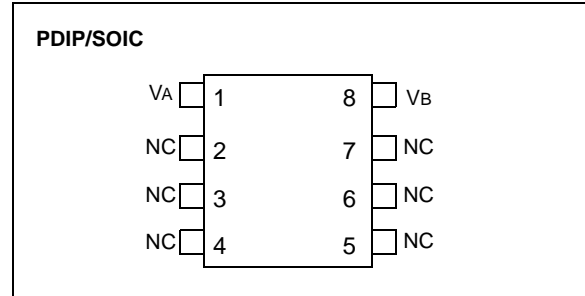 PDIP/SOIC
VA 1 8 VB
NC 2 7 NC
NC 3 6 NC
NC 4 5 NC